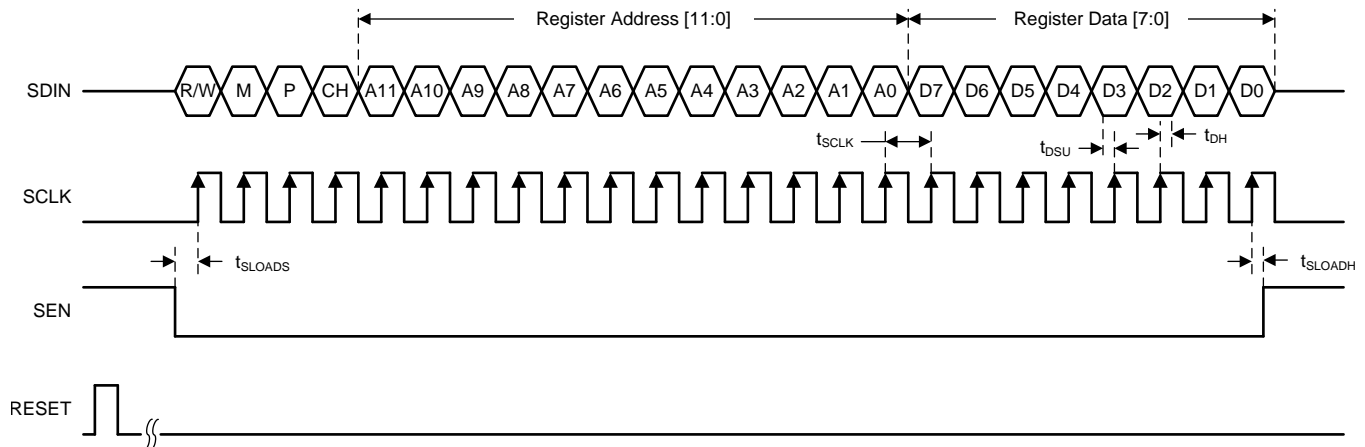 Register Address [11:0] Register Data [7:0]
SDIN R/W M P CH A11 A10 A9 A8 A7 A6 A5 A4 A3 A2 A1 A0 D7 D6 D5 D4 D3 D2 D1 D0
tSCLK tDSU tDH
SCLK
tSLOADS tSLOADH
SEN
RESET